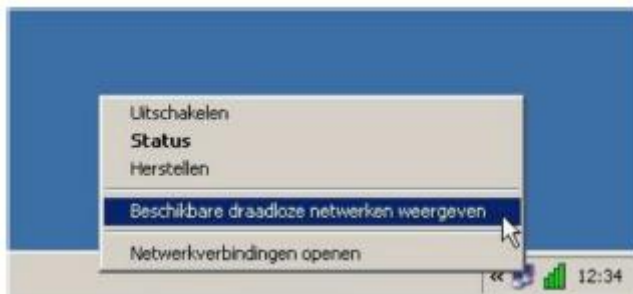 Uitschakelen
Status
Herstellen
Beschikbare draadloze netwerken weergeven
Netwerkverbindingen openen
« 12:34